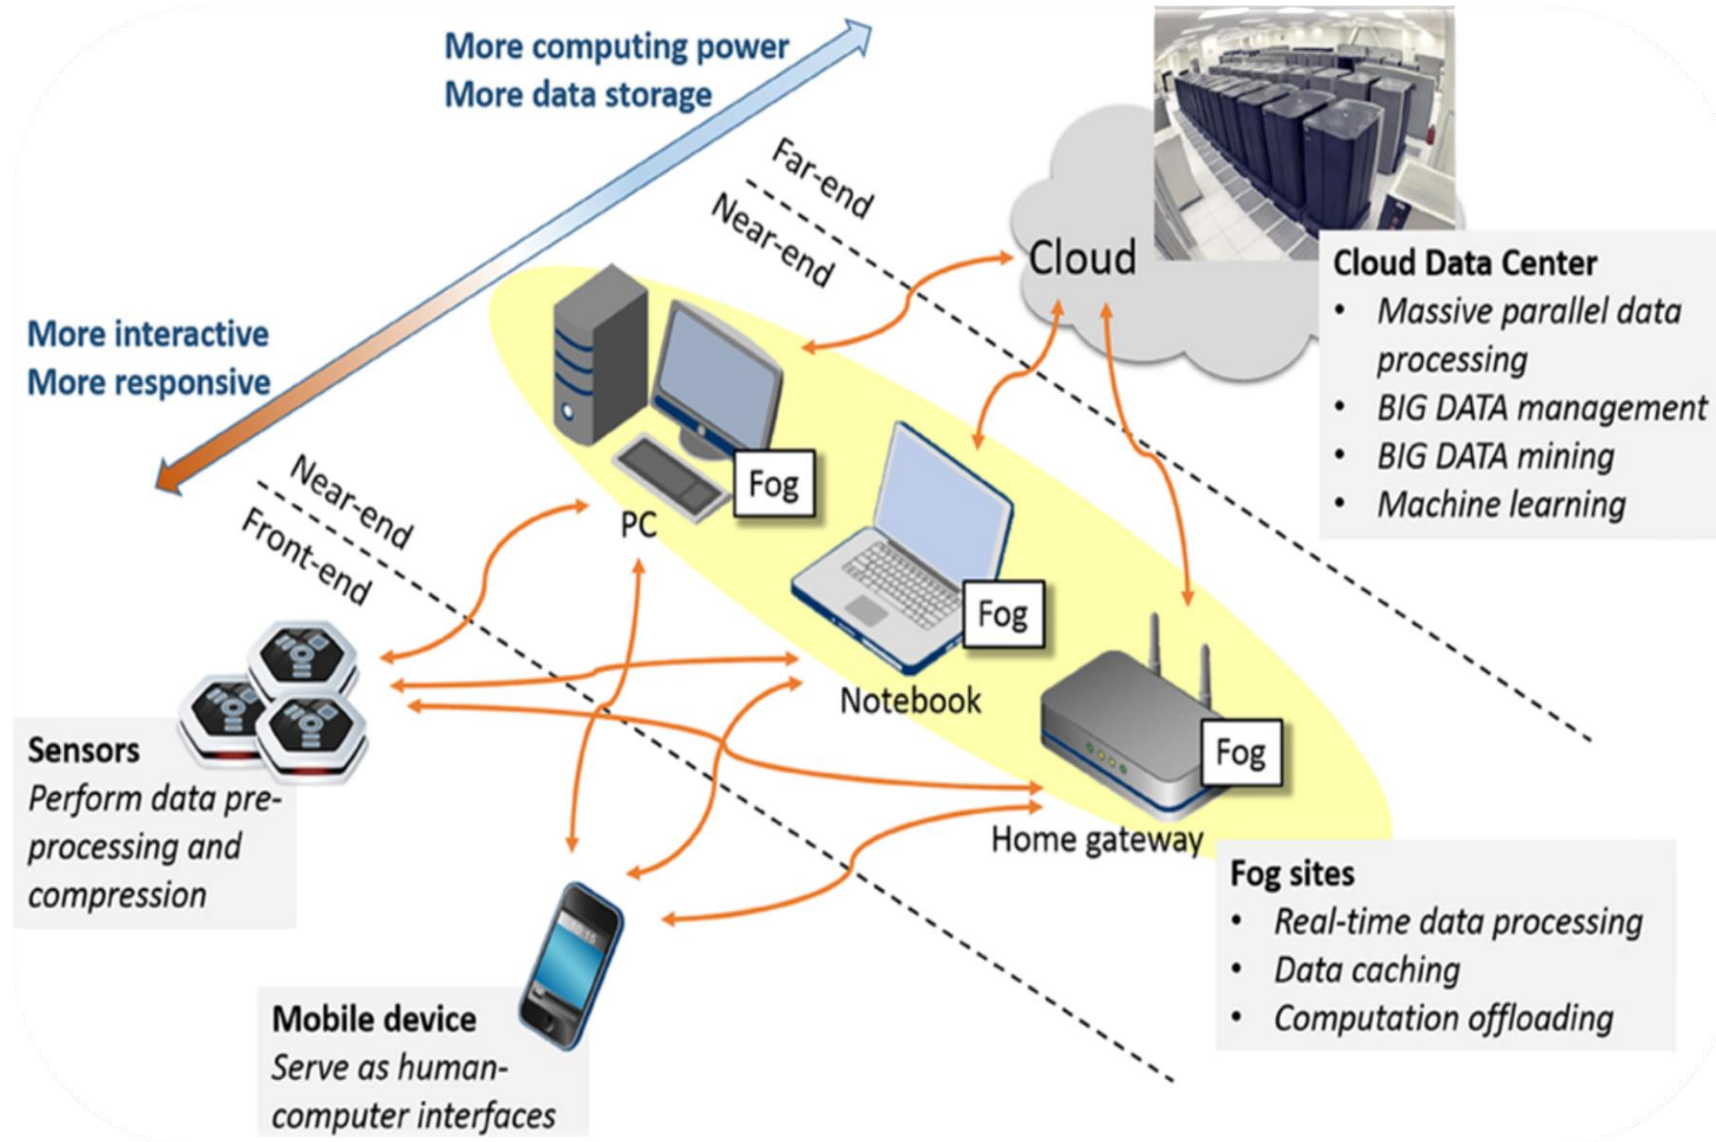 More computing power
More data storage
Far-end
Near-end
Cloud
Cloud Data Center
• Massive parallel data
processing
• BIG DATA management
• BIG DATA mining
• Machine learning
More interactive
More responsive
Near-end
Front-end
Fog
PC
Fog
Notebook
Fog
Home gateway
Sensors
Perform data pre-
processing and
compression
Fog sites
• Real-time data processing
• Data caching
• Computation offloading
Mobile device
Serve as human-
computer interfaces